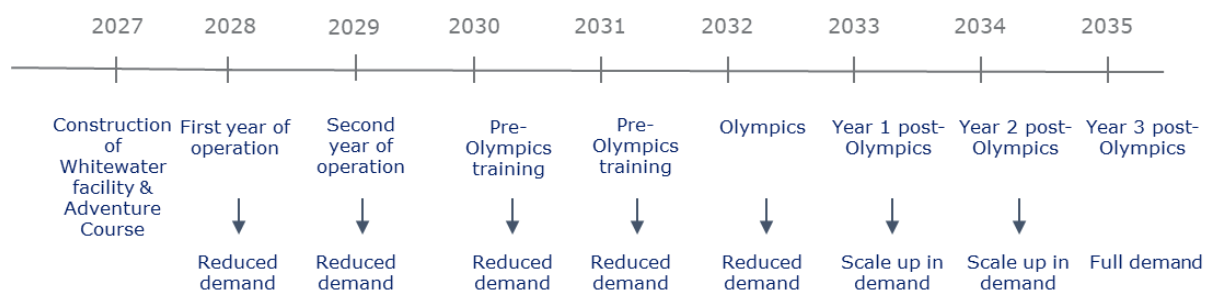 2027 2028 2029 2030 2031 2032 2033 2034 2035
Construction
of
Whitewater
facility &
Adventure
Course
First year of
operation
Second
year of
operation
Pre-
Olympics
training
Pre-
Olympics
training
Olympics
Year 1 post-
Olympics
Year 2 post-
Olympics
Year 3 post-
Olympics
Reduced
demand
Reduced
demand
Reduced
demand
Reduced
demand
Reduced
demand
Scale up in
demand
Scale up in
demand
Full demand